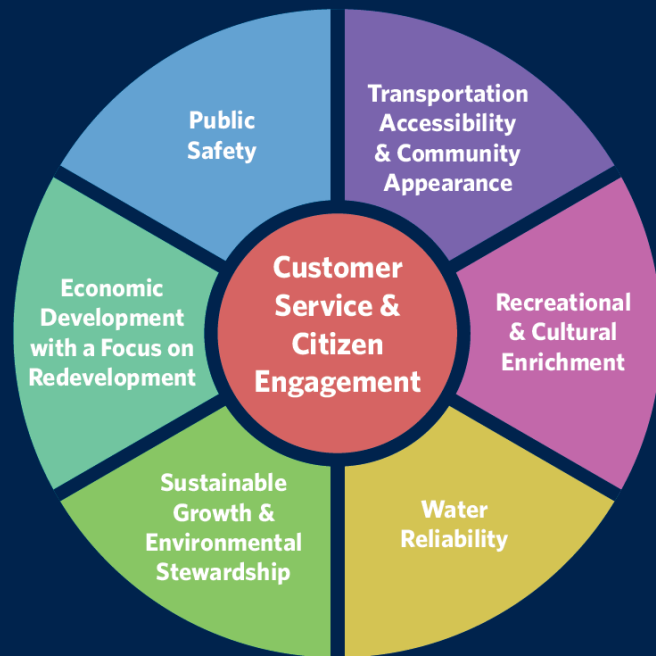 Public
Safety
Transportation
Accessibility
& Community
Appearance
Customer
Service &
Citizen
Engagement
Economic
Development
with a Focus on
Redevelopment
Recreational
& Cultural
Enrichment
Sustainable
Growth &
Environmental
Stewardship
Water
Reliability